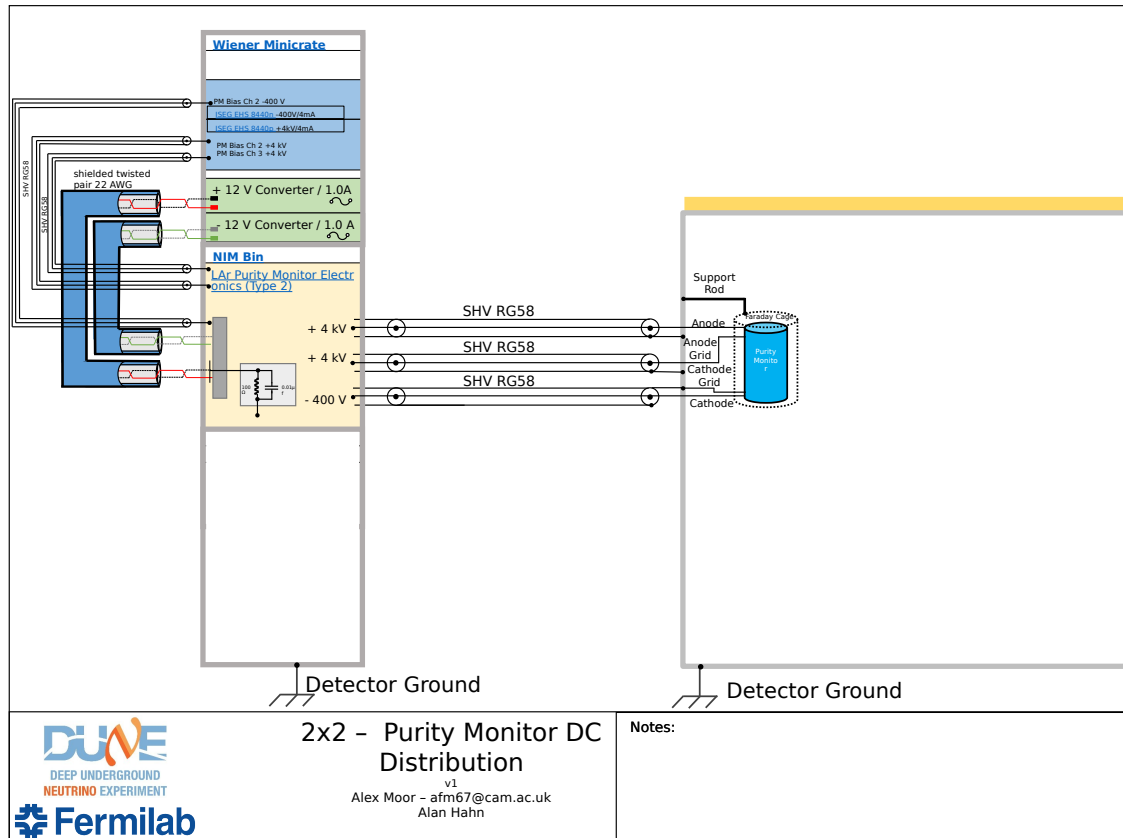 Wiener Minicrate
PM Bias Ch 2 -400 V
ISEG EHS 8440n -400V/4mA
ISEG EHS 8440p +4kV/4mA
PM Bias Ch 2 +4 kV
PM Bias Ch 3 +4 kV
SHV RG58
SHV RG58
shielded twisted
pair 22 AWG
+ 12 V Converter / 1.0A
- 12 V Converter / 1.0 A
NIM Bin
LAr Purity Monitor Electr
onics (Type 2)
+ 4 kV
+ 4 kV
- 400 V
100
Ω
0.01µ
f
SHV RG58
SHV RG58
SHV RG58
Support
Rod
Faraday Cage
Anode
Anode
Grid
Cathode
Grid
Cathode
Purity
Monito
r
Detector Ground
Detector Ground
DUNE
DEEP UNDERGROUND
NEUTRINO EXPERIMENT
Fermilab
2x2 – Purity Monitor DC
Distribution
v1
Alex Moor – afm67@cam.ac.uk
Alan Hahn
Notes: